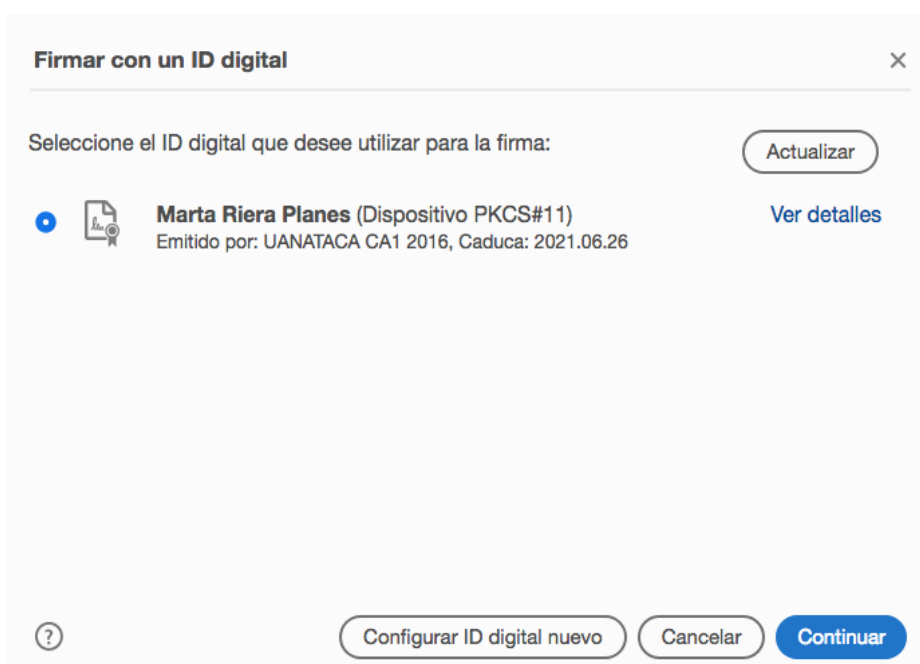 Firmar con un ID digital
Seleccione el ID digital que desee utilizar para la firma:
Actualizar
Marta Riera Planes (Dispositivo PKCS#11)
Ver detalles
Emitido por: UANATACA CA1 2016, Caduca: 2021.06.26
?
Configurar ID digital nuevo
Cancelar
Continuar